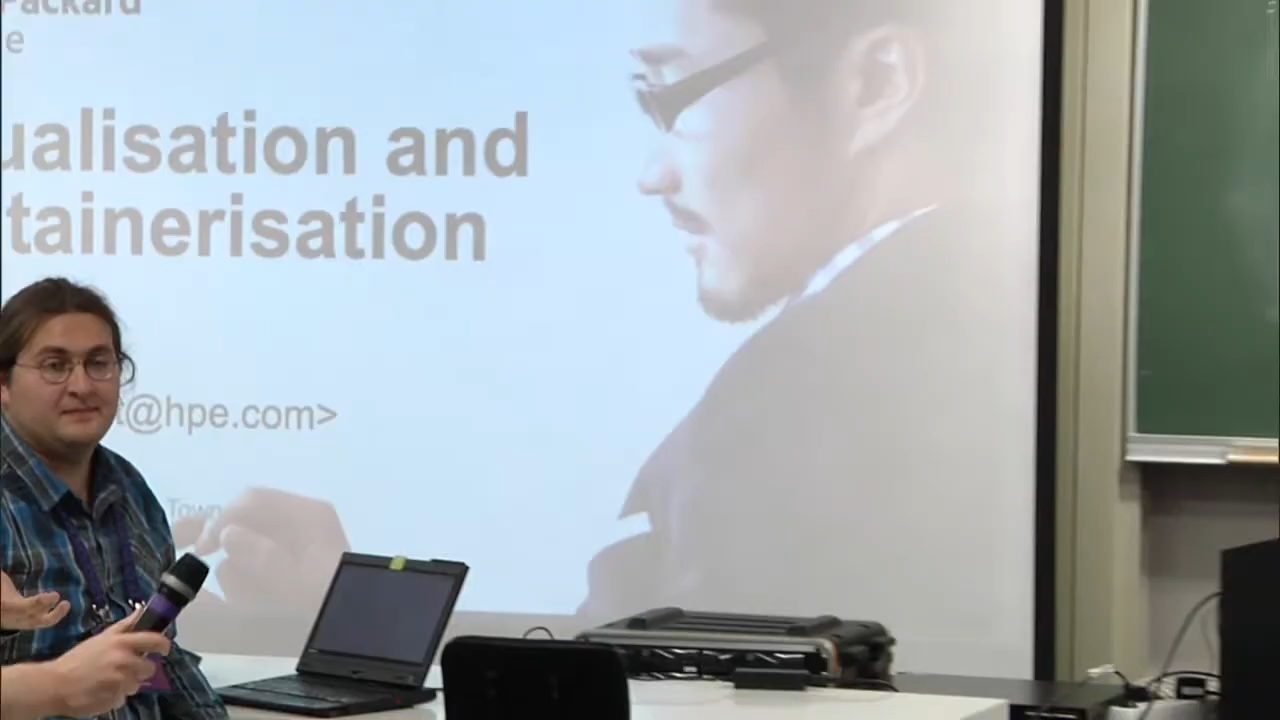 Packard
e
ualisation and
tainerisation
t@hpe.com>
Town